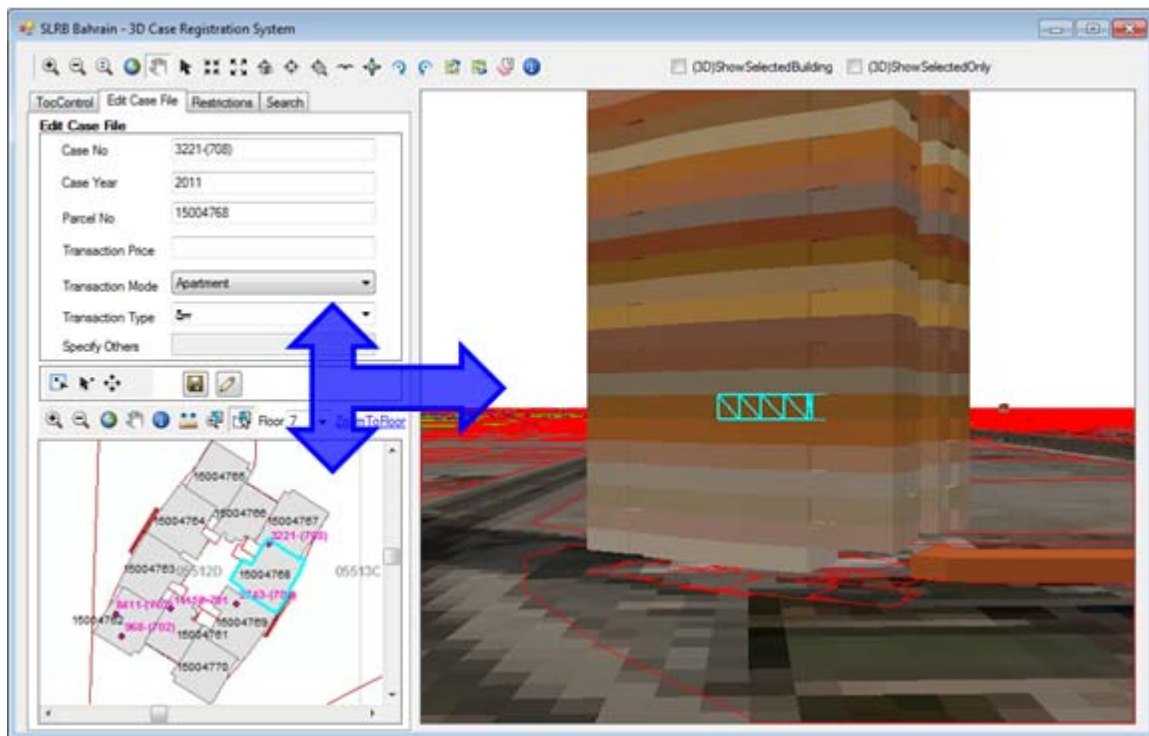 SLRB Bahrain - 3D Case Registration System
(3D)ShowSelectedBuilding (3D)ShowSelectedOnly
TocControl Edit Case File Restrictions Search
Edit Case File
Case No 3221-(708)
Case Year 2011
Parcel No 15004768
Transaction Price
Transaction Mode Apartment
Transaction Type
Specify Others
Floor 7
15004765
15004766
15004764 15004767
3221-(708)
15004763 05512D 15004768 05513C
15004762 15004769
968-(702) 15004761
15004770